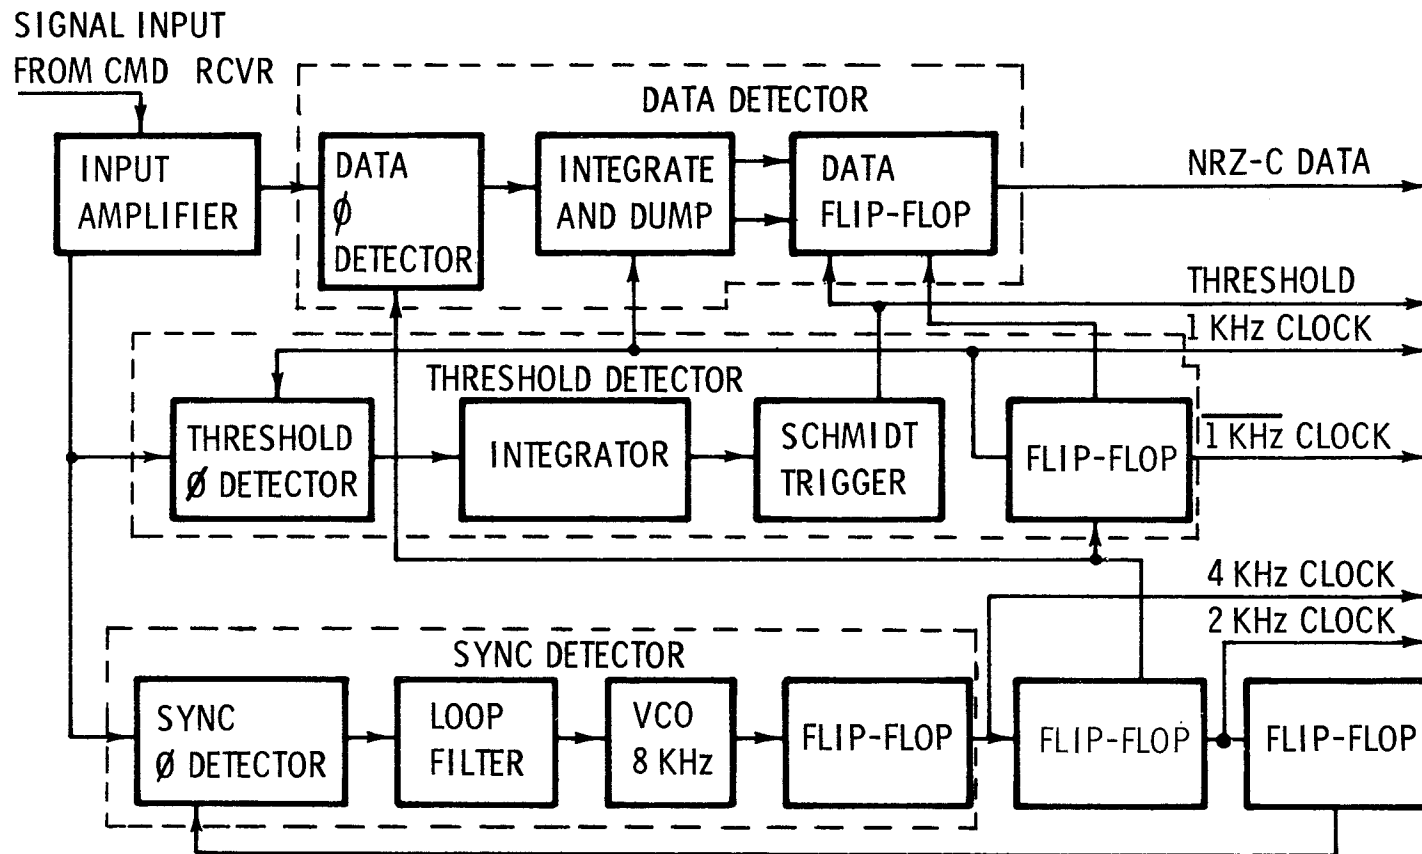 SIGNAL INPUT
FROM CMD RCVR
DATA DETECTOR
INPUT
AMPLIFIER
DATA
Ø
DETECTOR
INTEGRATE
AND DUMP
DATA
FLIP-FLOP
NRZ-C DATA
THRESHOLD
1 KHz CLOCK
THRESHOLD DETECTOR
THRESHOLD
Ø DETECTOR
INTEGRATOR
SCHMIDT
TRIGGER
FLIP-FLOP
1 KHz CLOCK
4 KHz CLOCK
2 KHz CLOCK
SYNC DETECTOR
SYNC
Ø DETECTOR
LOOP
FILTER
VCO
8 KHz
FLIP-FLOP
FLIP-FLOP
FLIP-FLOP